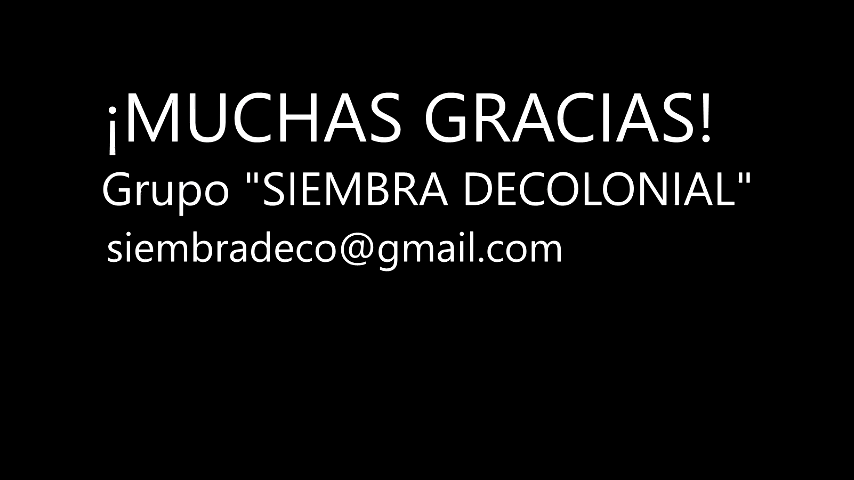 ¡MUCHAS GRACIAS!
Grupo "SIEMBRA DECOLONIAL"
siembradeco@gmail.com